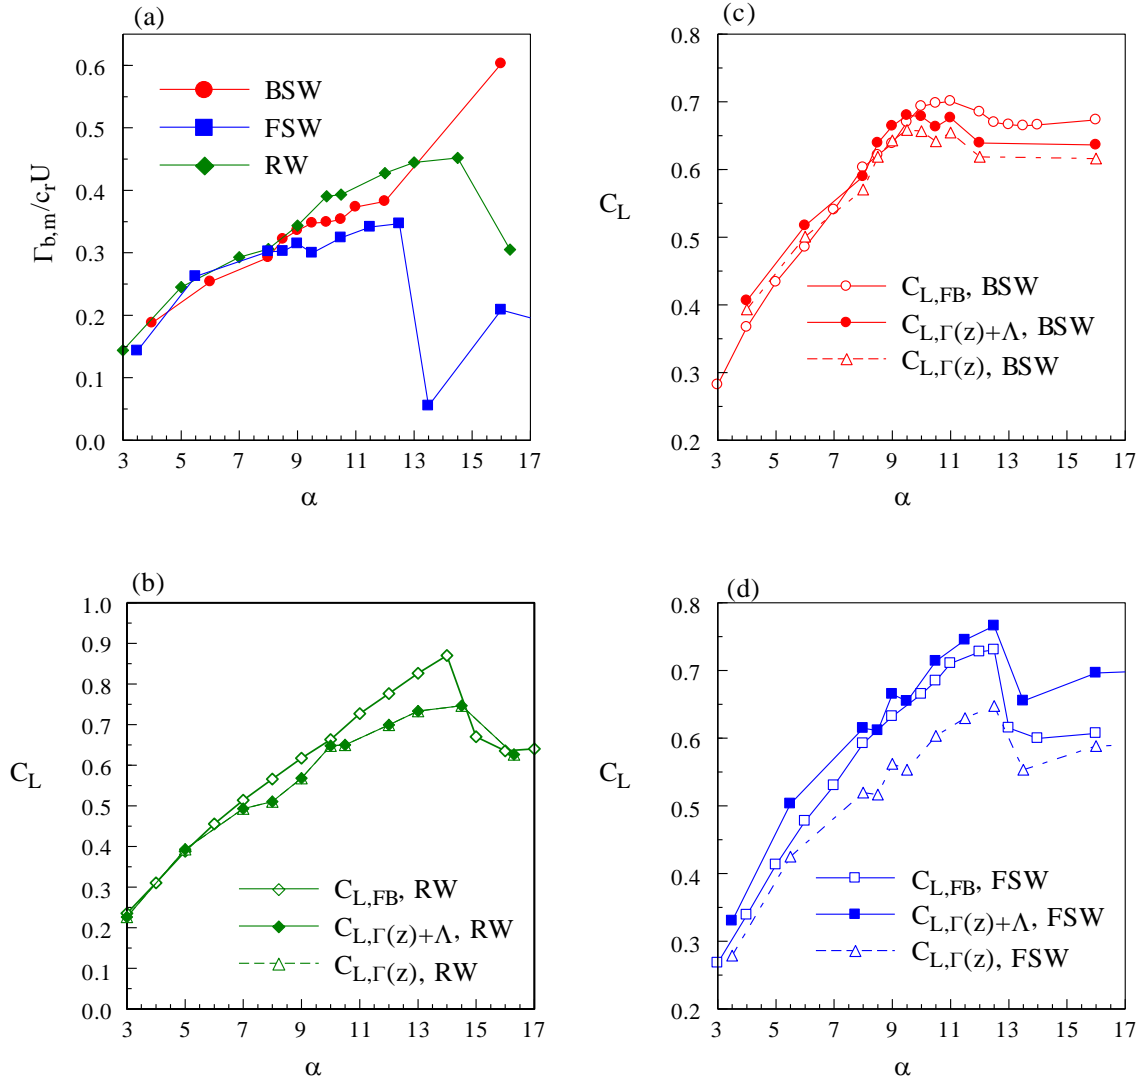 (a)
0.6
0.5
0.4
0.3
0.2
0.1
0.0
Γb,m/crU
BSW
FSW
RW
3 5 7 9 11 13 15 17
α
(c)
0.8
0.7
0.6
0.5
0.4
0.3
0.2
CL
CL,FB, BSW
CL,Γ(z)+Λ, BSW
CL,Γ(z), BSW
3 5 7 9 11 13 15 17
α
(b)
1.0
0.9
0.8
0.7
0.6
0.5
0.4
0.3
0.2
0.1
0.0
CL
CL,FB, RW
CL,Γ(z)+Λ, RW
CL,Γ(z), RW
3 5 7 9 11 13 15 17
α
(d)
0.8
0.7
0.6
0.5
0.4
0.3
0.2
CL
CL,FB, FSW
CL,Γ(z)+Λ, FSW
CL,Γ(z), FSW
3 5 7 9 11 13 15 17
α